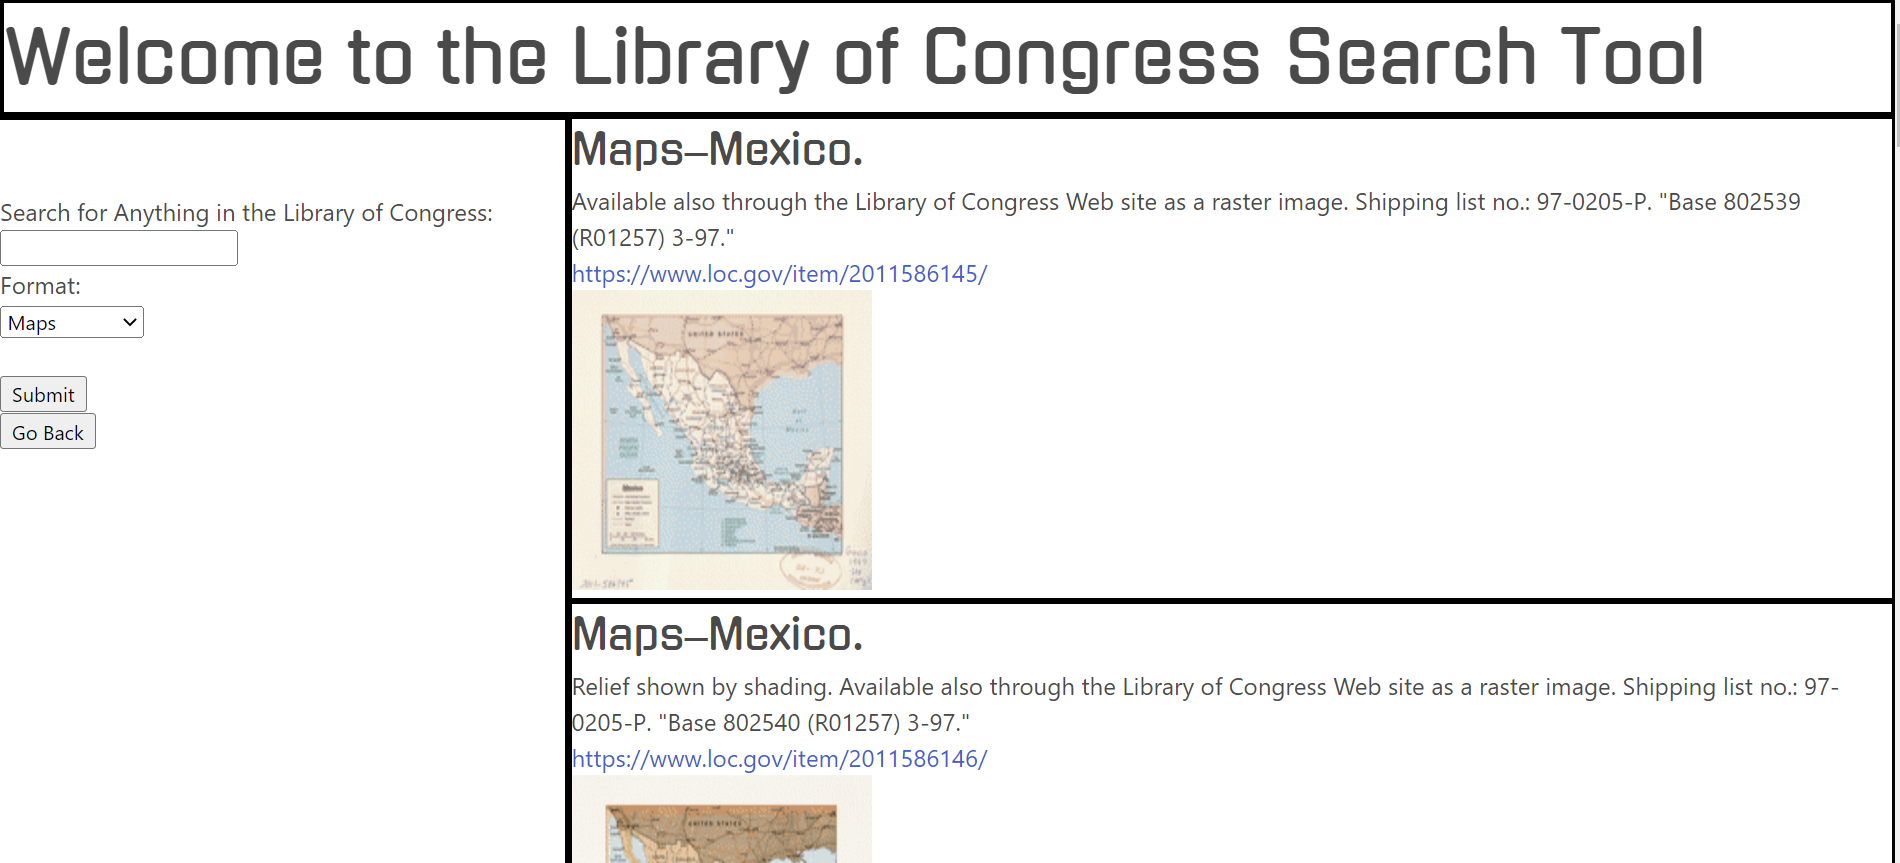 Welcome to the Library of Congress Search Tool
Search for Anything in the Library of Congress:
Format:
Maps
Submit
Go Back
Maps–Mexico.
Available also through the Library of Congress Web site as a raster image. Shipping list no.: 97-0205-P. "Base 802539
(R01257) 3-97."
https://www.loc.gov/item/2011586145/
UNITED STATES
Gulf
of
Mexico
Mexico
Maps–Mexico.
Relief shown by shading. Available also through the Library of Congress Web site as a raster image. Shipping list no.: 97-
0205-P. "Base 802540 (R01257) 3-97."
https://www.loc.gov/item/2011586146/
UNITED STATES